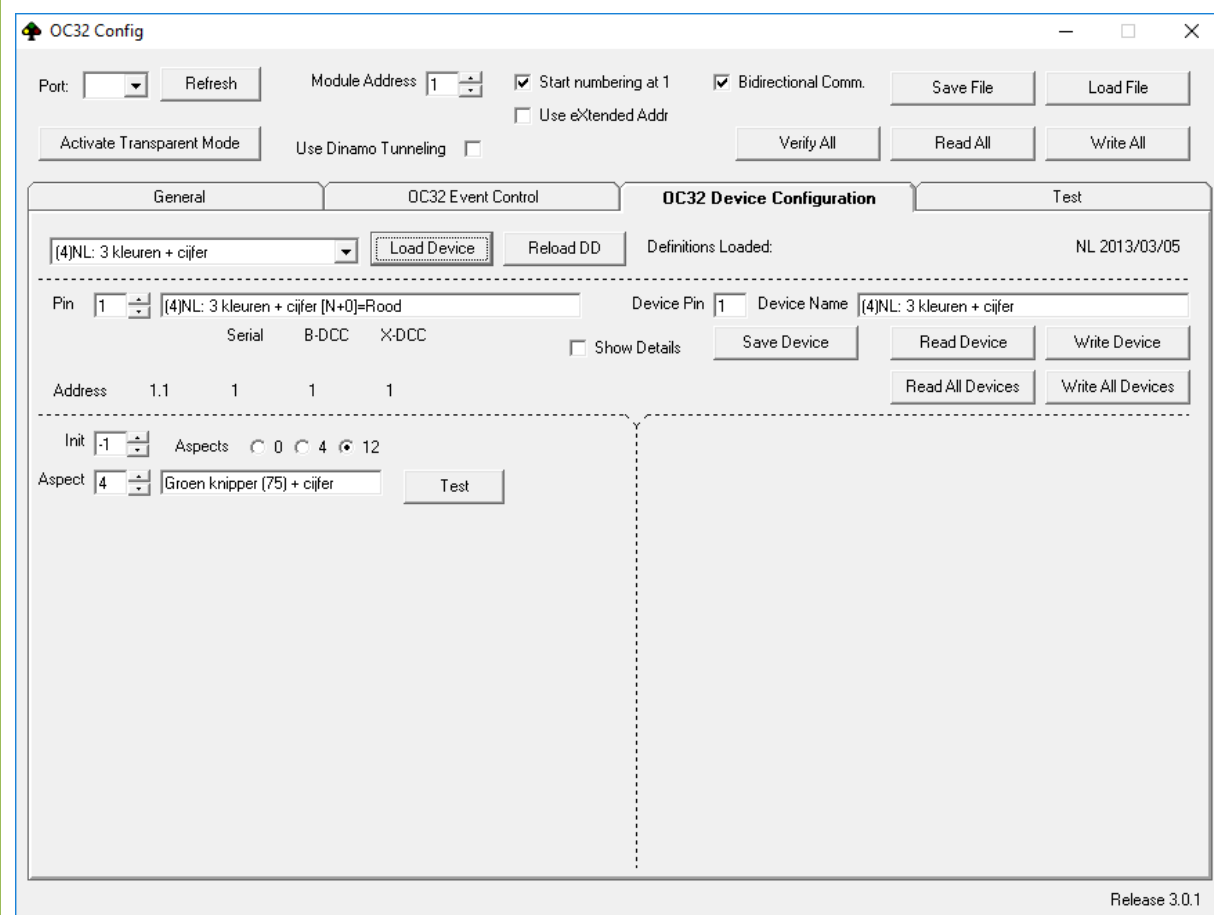 OC32 Config
Port: Refresh Module Address 1 Start numbering at 1 Bidirectional Comm. Save File Load File
Use eXtended Addr
Activate Transparent Mode Use Dinamo Tunneling Verify All Read All Write All
General OC32 Event Control OC32 Device Configuration Test
(4)NL: 3 kleuren + cijfer Load Device Reload DD Definitions Loaded: NL 2013/03/05
Pin 1 (4)NL: 3 kleuren + cijfer [N+0]=Rood Device Pin 1 Device Name (4)NL: 3 kleuren + cijfer
Serial B-DCC X-DCC Show Details Save Device Read Device Write Device
Address 1.1 1 1 1 Read All Devices Write All Devices
Init -1 Aspects 0 4 12
Aspect 4 Groen knipper (75) + cijfer Test
Release 3.0.1